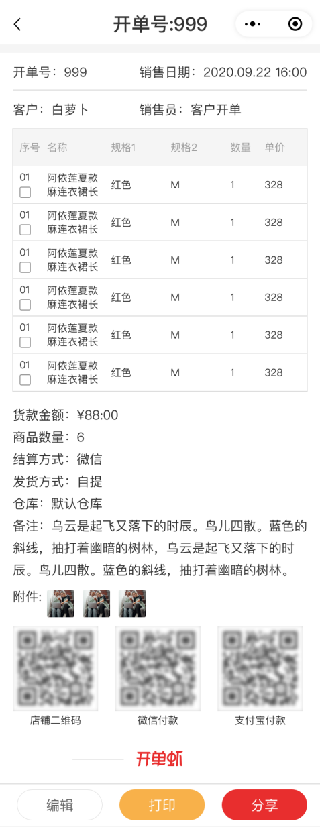 开单号:999
开单号：999 销售日期：2020.09.22 16:00
客户：白萝卜 销售员：客户开单
序号 名称 规格1 规格2 数量 单价
01 阿依莲夏款 红色 M 1 328
麻连衣裙长
01 阿依莲夏款 红色 M 1 328
麻连衣裙长
01 阿依莲夏款 红色 M 1 328
麻连衣裙长
01 阿依莲夏款 红色 M 1 328
麻连衣裙长
01 阿依莲夏款 红色 M 1 328
麻连衣裙长
01 阿依莲夏款 红色 M 1 328
麻连衣裙长
货款金额：¥88:00
商品数量：6
结算方式：微信
发货方式：自提
仓库：默认仓库
备注：乌云是起飞又落下的时辰。鸟儿四散。蓝色的
斜线，抽打着幽暗的树林，乌云是起飞又落下的时
辰。鸟儿四散。蓝色的斜线，抽打着幽暗的树林。
附件:
店铺二维码 微信付款 支付宝付款
开单
编辑 打印 分享